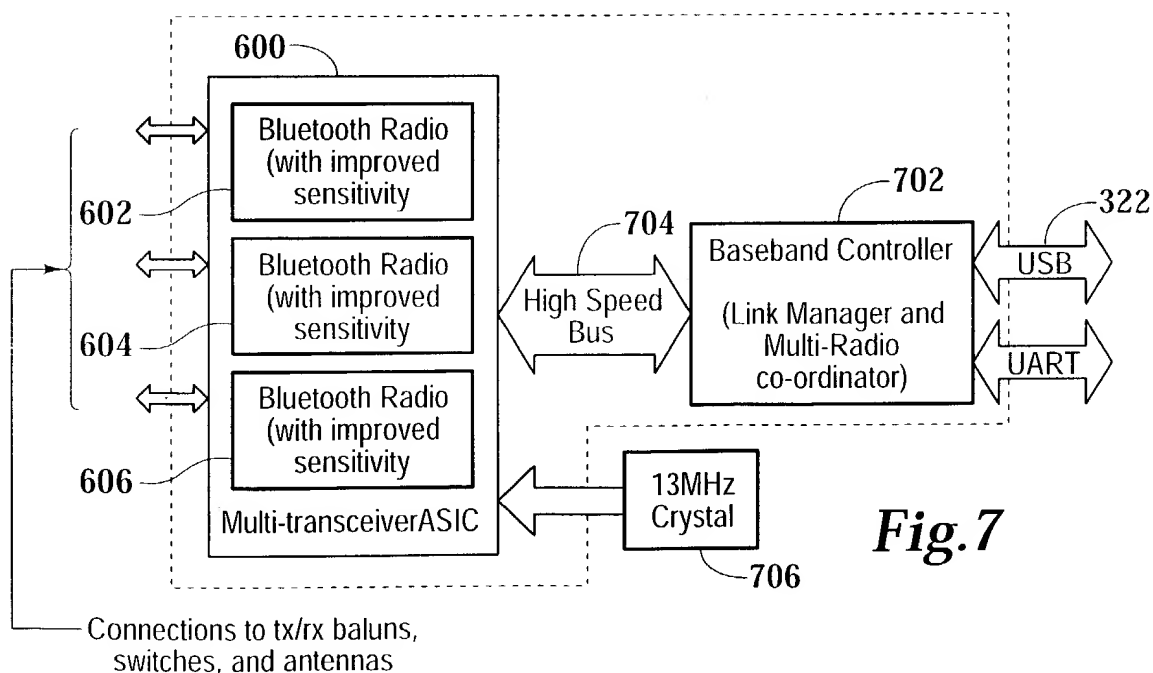 600
Bluetooth Radio
(with improved
sensitivity
602
Bluetooth Radio
(with improved
sensitivity
604
Bluetooth Radio
(with improved
sensitivity
606
Multi-transceiverASIC
704
High Speed
Bus
702
Baseband Controller
(Link Manager and
Multi-Radio
co-ordinator)
322
USB
UART
13MHz
Crystal
706
Fig.7
Connections to tx/rx baluns,
switches, and antennas